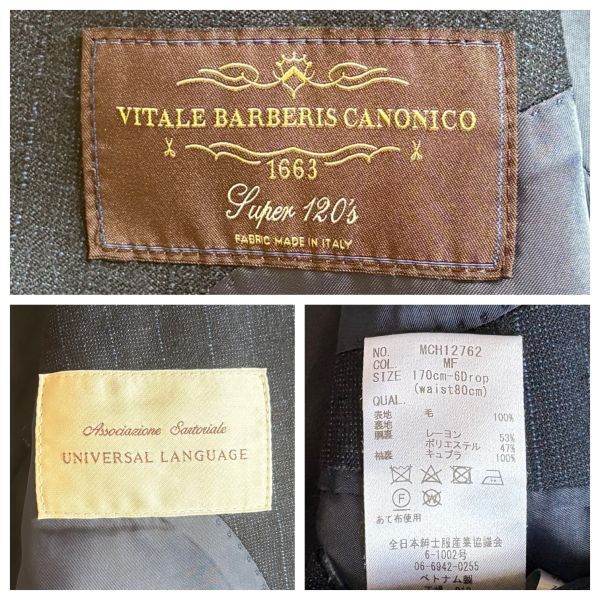 VITALE BARBERIS CANONICO
1663
Super 120's
FABRIC MADE IN ITALY
Associazione Sartoriale
UNIVERSAL LANGUAGE
NO. MCH12762
COL. MF
SIZE 170cm-6Drop
(waist80cm)
QUAL.
表地 毛 100%
裏地
胴裏 レーヨン 53%
ポリエステル 47%
袖裏 キュプラ 100%
あて布使用
全日本紳士服産業協議会
6-1002号
06-6942-0255
ベトナム製